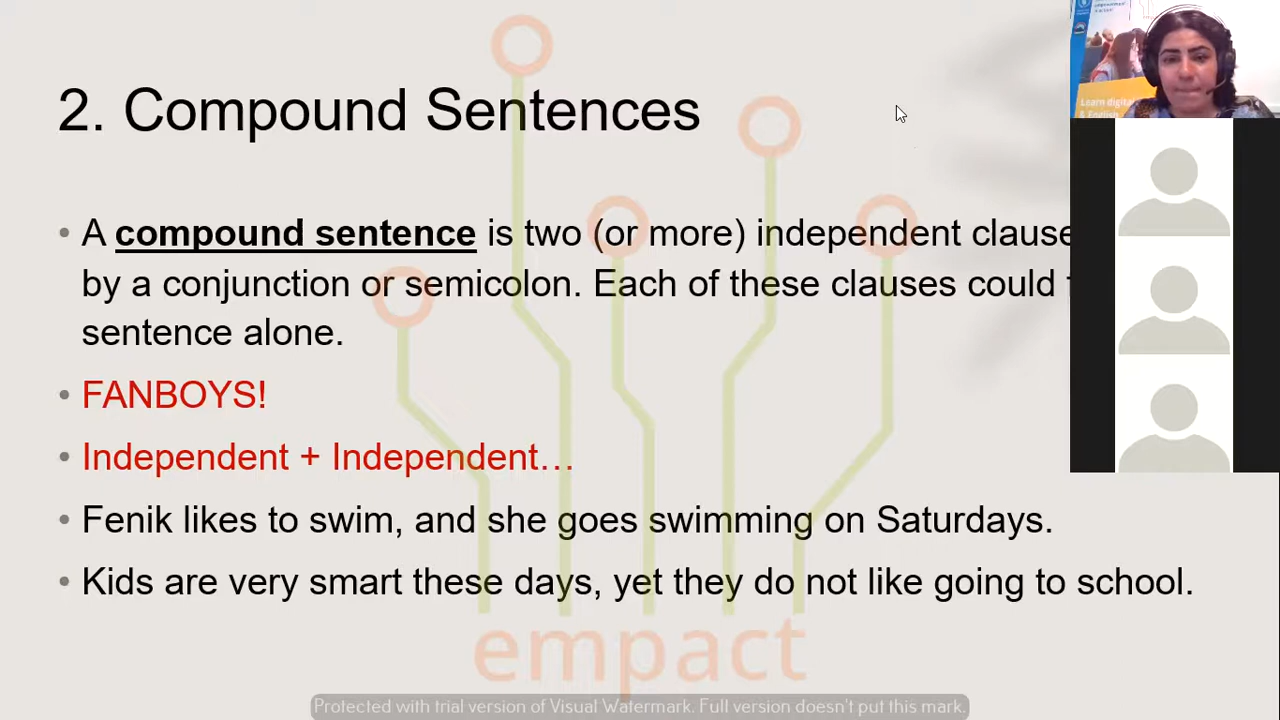 2. Compound Sentences
• A compound sentence is two (or more) independent clause
by a conjunction or semicolon. Each of these clauses could
sentence alone.
• FANBOYS!
• Independent + Independent…
• Fenik likes to swim, and she goes swimming on Saturdays.
• Kids are very smart these days, yet they do not like going to school.
empact
Protected with trial version of Visual Watermark. Full version doesn't put this mark.
Learn digita
& English